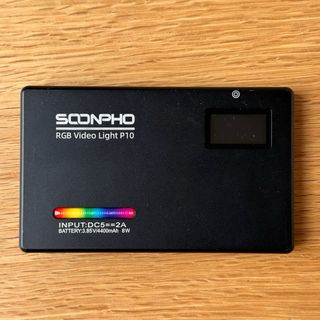 SOONPHO
RGB Video Light P10
INPUT:DC5==2A
BATTERY:3.85V/4400mAh 8W